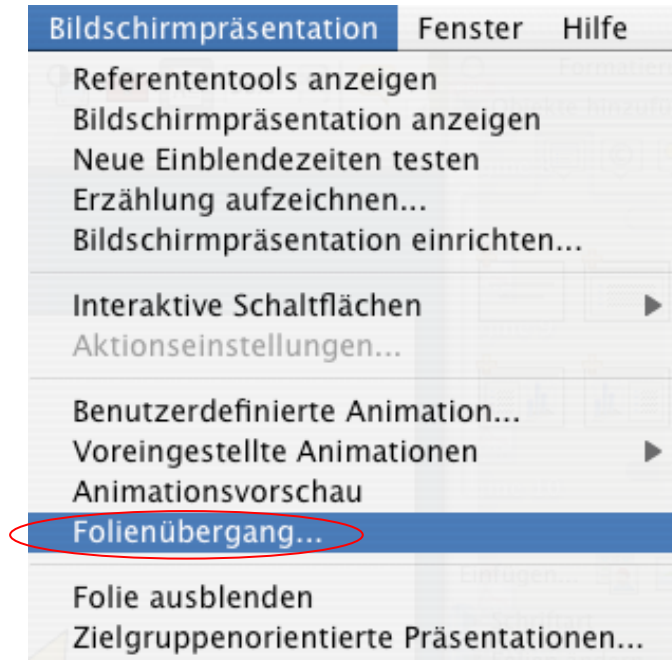 Bildschirmpräsentation Fenster Hilfe
Referententools anzeigen
Bildschirmpräsentation anzeigen
Neue Einblendezeiten testen
Erzählung aufzeichnen...
Bildschirmpräsentation einrichten...
Interaktive Schaltflächen
Aktionseinstellungen...
Benutzerdefinierte Animation...
Voreingestellte Animationen
Animationsvorschau
Folienübergang...
Folie ausblenden
Zielgruppenorientierte Präsentationen...